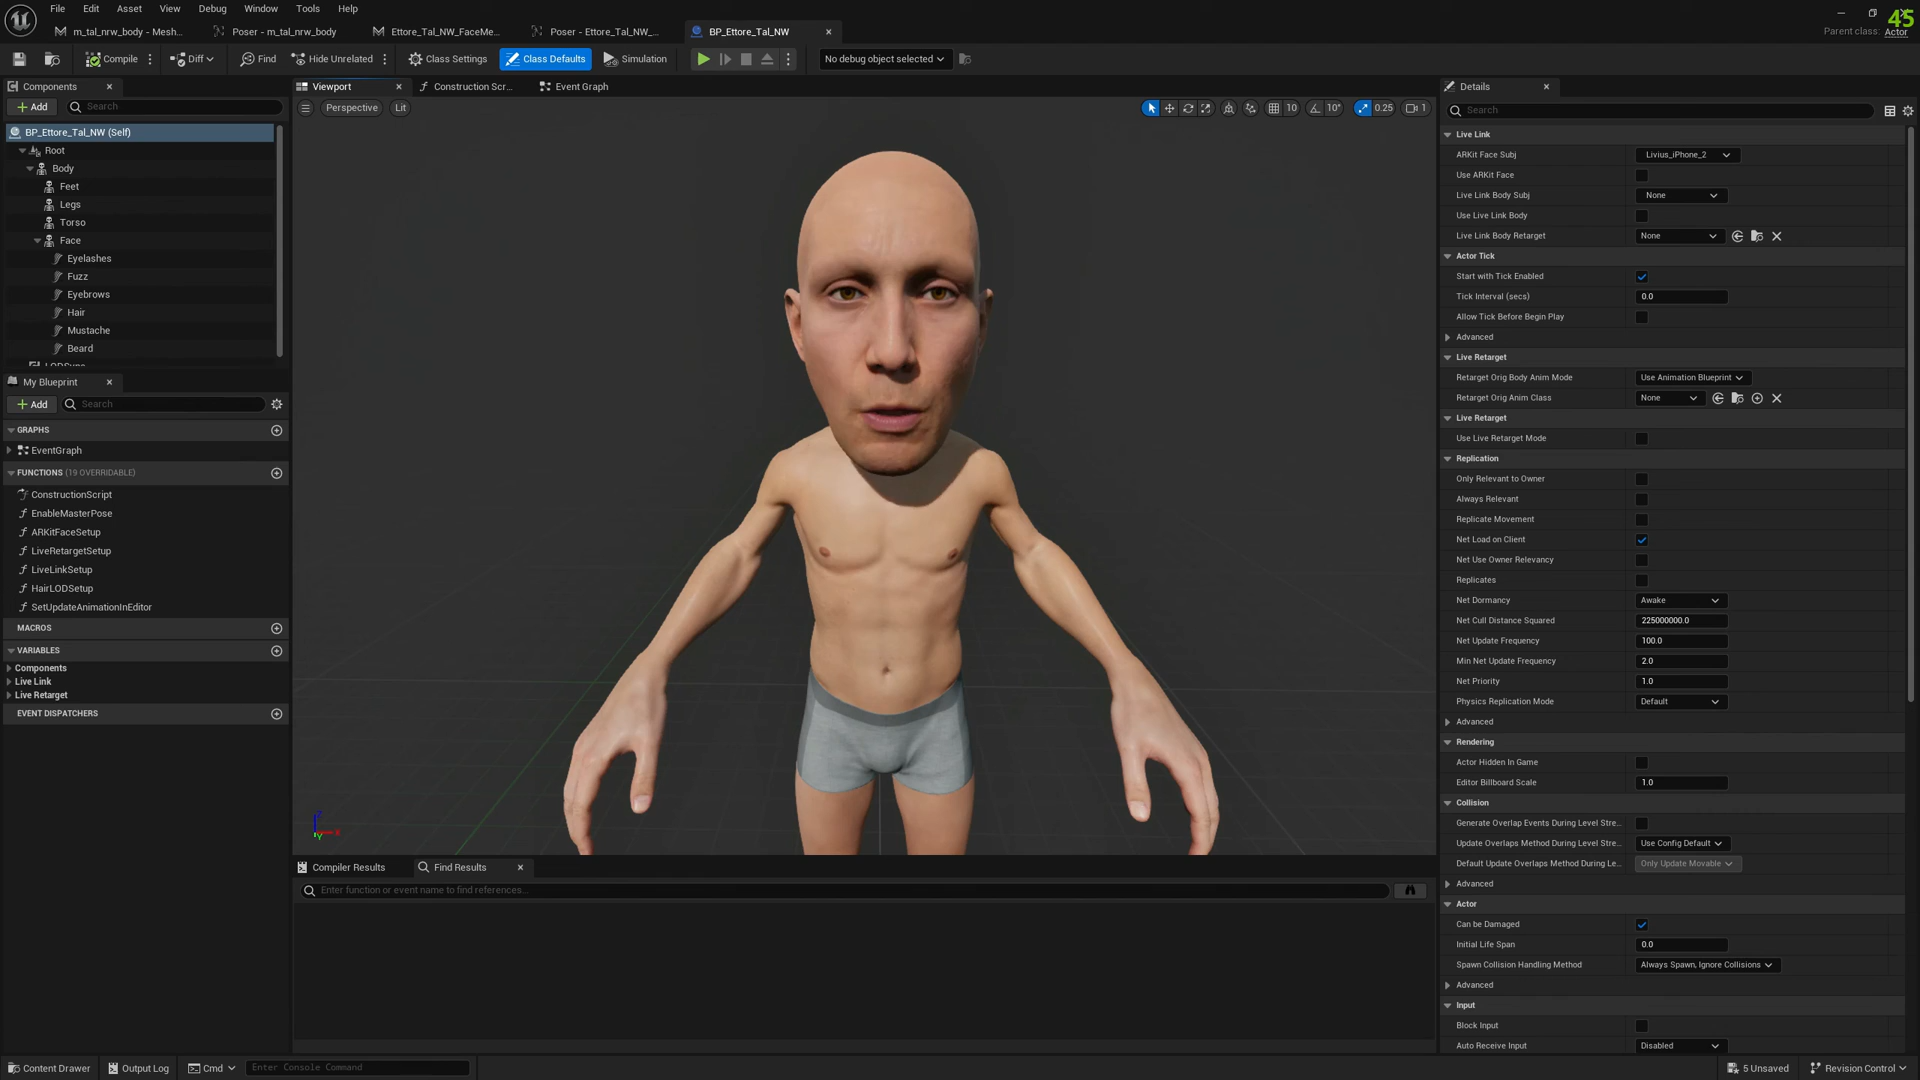 File Edit Asset View Debug Window Tools Help
m_tal_nrw_body - Mesh...
Poser - m_tal_nrw_body
Ettore_Tal_NW_FaceMe...
Poser - Ettore_Tal_NW_...
BP_Ettore_Tal_NW
45
Parent class: Actor
Compile
Diff
Find
Hide Unrelated
Class Settings
Class Defaults
Simulation
No debug object selected
Components
Add
Search
BP_Ettore_Tal_NW (Self)
Root
Body
Feet
Legs
Torso
Face
Eyelashes
Fuzz
Eyebrows
Hair
Mustache
Beard
My Blueprint
Add
Search
GRAPHS
EventGraph
FUNCTIONS (19 OVERRIDABLE)
ConstructionScript
EnableMasterPose
ARKitFaceSetup
LiveRetargetSetup
LiveLinkSetup
HairLODSetup
SetUpdateAnimationInEditor
MACROS
VARIABLES
Components
Live Link
Live Retarget
EVENT DISPATCHERS
Viewport
Construction Scr...
Event Graph
Perspective
Lit
10
10°
0.25
1
Z
X
Y
Compiler Results
Find Results
Enter function or event name to find references...
Details
Search
Live Link
ARKit Face Subj Livius_iPhone_2
Use ARKit Face
Live Link Body Subj None
Use Live Link Body
Live Link Body Retarget None
Actor Tick
Start with Tick Enabled
Tick Interval (secs) 0.0
Allow Tick Before Begin Play
Advanced
Live Retarget
Retarget Orig Body Anim Mode Use Animation Blueprint
Retarget Orig Anim Class None
Live Retarget
Use Live Retarget Mode
Replication
Only Relevant to Owner
Always Relevant
Replicate Movement
Net Load on Client
Net Use Owner Relevancy
Replicates
Net Dormancy Awake
Net Cull Distance Squared 225000000.0
Net Update Frequency 100.0
Min Net Update Frequency 2.0
Net Priority 1.0
Physics Replication Mode Default
Advanced
Rendering
Actor Hidden In Game
Editor Billboard Scale 1.0
Collision
Generate Overlap Events During Level Stre...
Update Overlaps Method During Level Stre... Use Config Default
Default Update Overlaps Method During Le... Only Update Movable
Advanced
Actor
Can be Damaged
Initial Life Span 0.0
Spawn Collision Handling Method Always Spawn, Ignore Collisions
Advanced
Input
Block Input
Auto Receive Input Disabled
Content Drawer
Output Log
Cmd
Enter Console Command
5 Unsaved
Revision Control